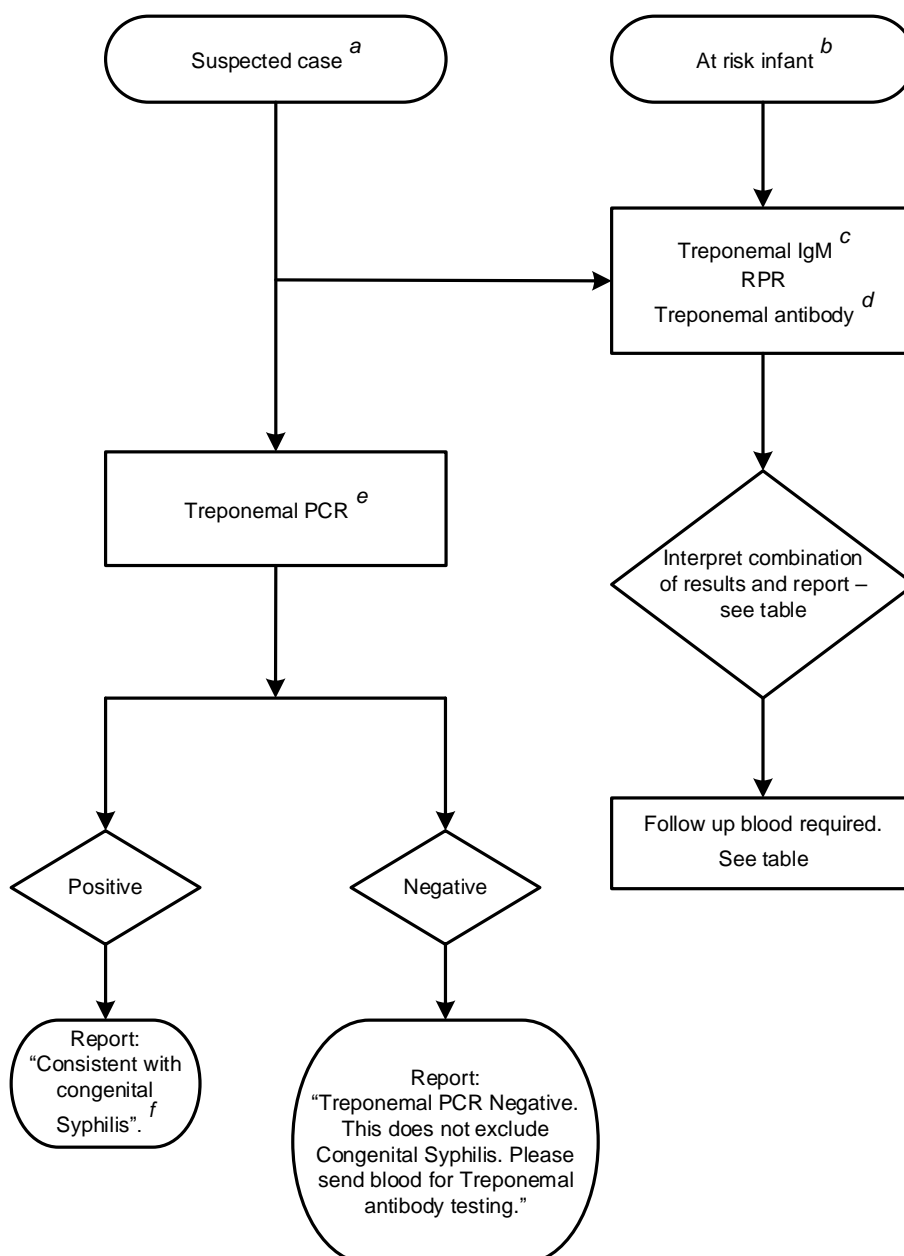 Suspected case a
At risk infant b
Treponemal IgM c
RPR
Treponemal antibody d
Treponemal PCR e
Interpret combination
of results and report –
see table
Positive
Negative
Follow up blood required.
See table
Report:
“Consistent with
congenital
Syphilis”. f
Report:
“Treponemal PCR Negative.
This does not exclude
Congenital Syphilis. Please
send blood for Treponemal
antibody testing.”